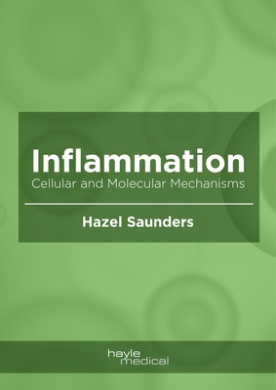 Inflammation
Cellular and Molecular Mechanisms
Hazel Saunders
hayle
medical